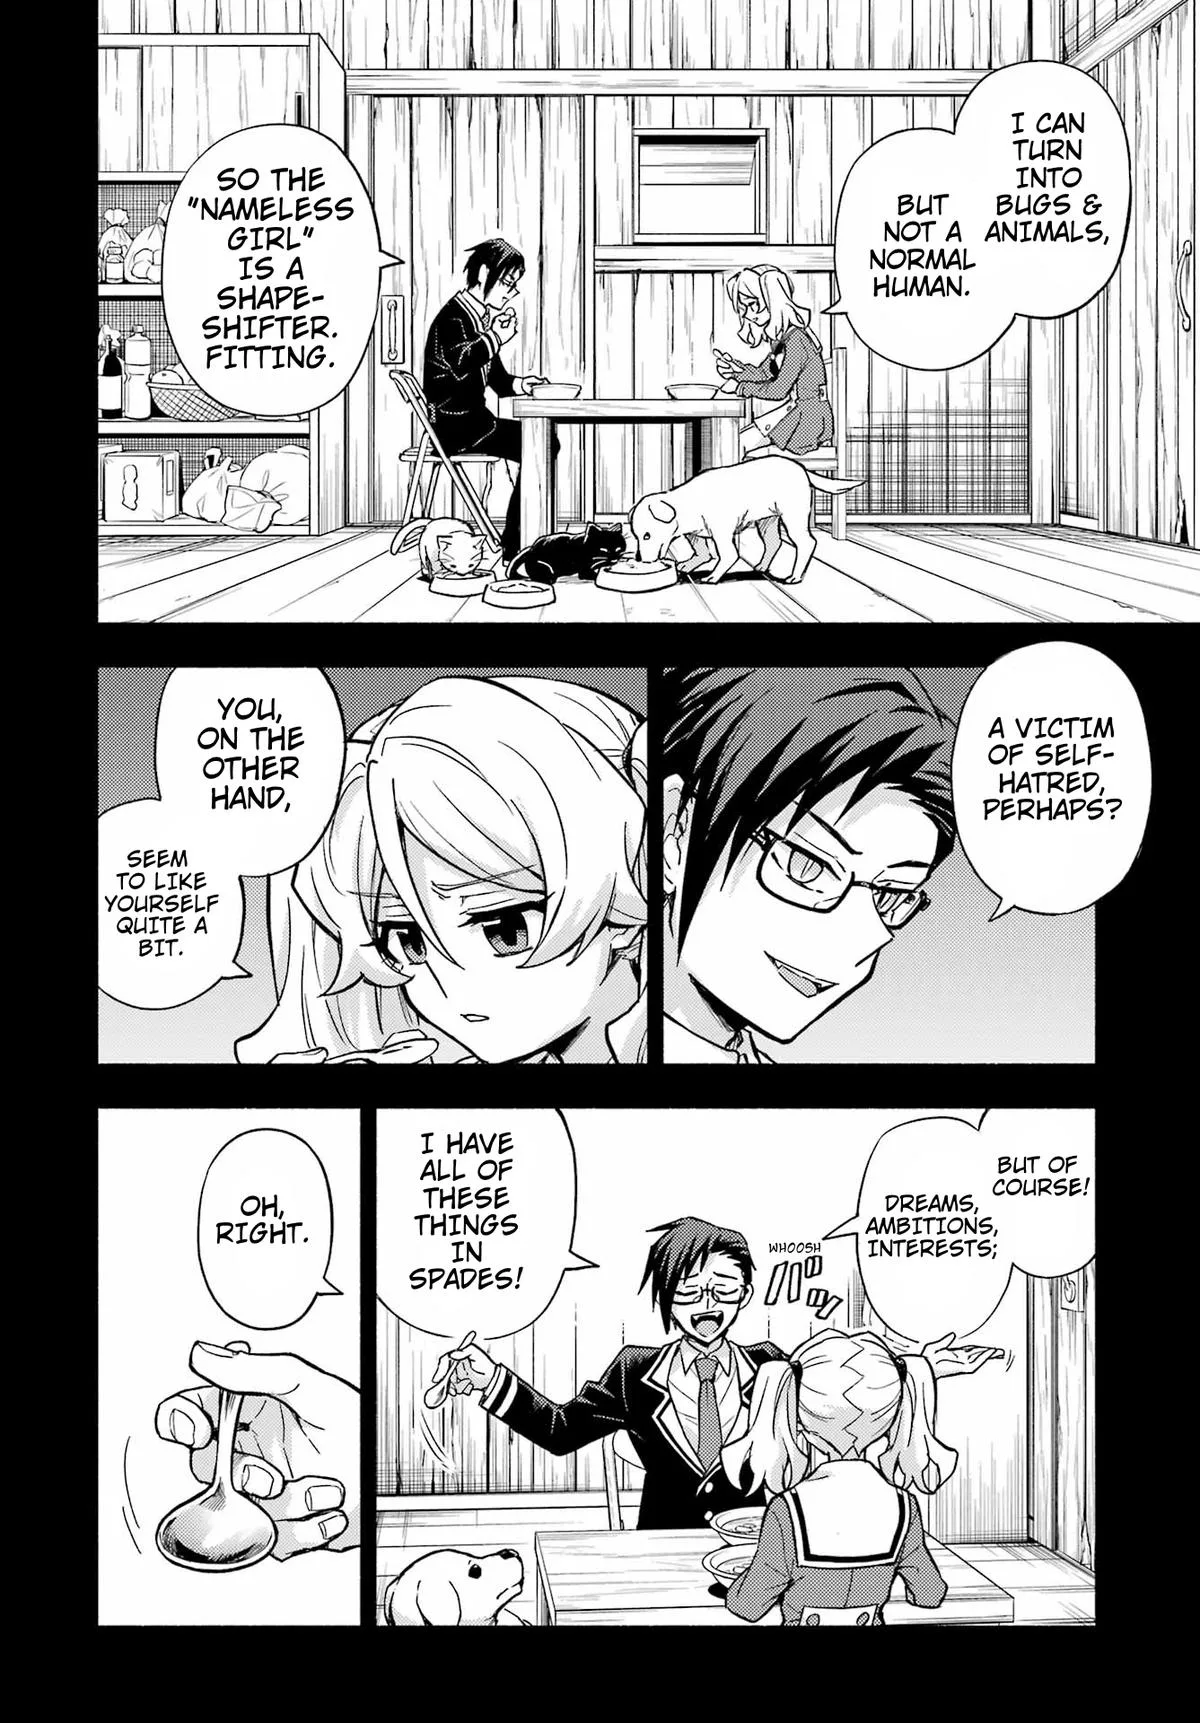 I CAN
TURN
INTO
BUGS &
ANIMALS,
BUT
NOT A
NORMAL
HUMAN.
SO THE
"NAMELESS
GIRL"
IS A
SHAPE-
SHIFTER.
FITTING.
A VICTIM
OF SELF-
HATRED,
PERHAPS?
YOU,
ON THE
OTHER
HAND,
SEEM
TO LIKE
YOURSELF
QUITE A
BIT.
BUT OF
COURSE!
DREAMS,
AMBITIONS,
INTERESTS;
WHOOSH
バッ
I HAVE
ALL OF
THESE
THINGS
IN
SPADES!
OH,
RIGHT.